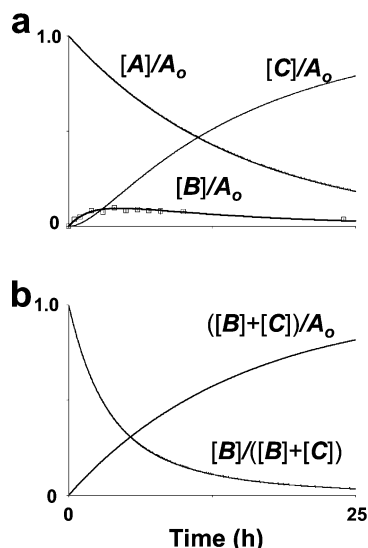 a
1.0
[A]/Ao
[C]/Ao
[B]/Ao
0
b
1.0
([B]+[C])/Ao
[B]/([B]+[C])
0
0 25
Time (h)